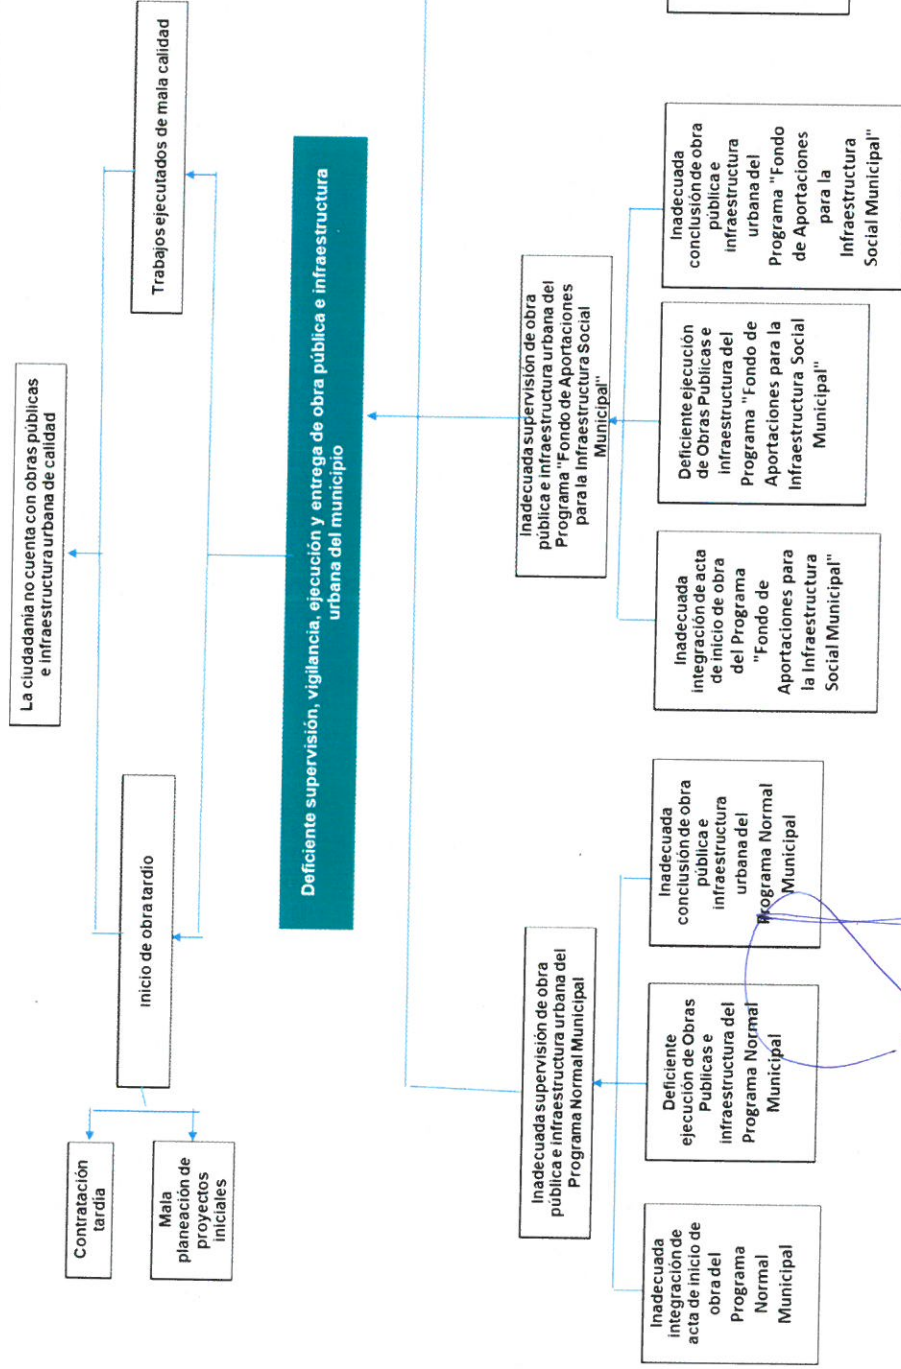 La ciudadania no cuenta con obras públicas
e infraestructura urbana de calidad
Contratación
tardía
Mala
planeación de
proyectos
iniciales
Inicio de obra tardio
Trabajos ejecutados de mala calidad
Deficiente supervisión, vigilancia, ejecución y entrega de obra pública e infraestructura
urbana del municipio
Inadecuada supervisión de obra
pública e infraestructura urbana del
Programa Normal Municipal
Inadecuada supervisión de obra
pública e infraestructura urbana del
Programa "Fondo de Aportaciones
para la Infraestructura Social
Municipal"
Inadecuada
integración de
acta de inicio de
obra del
Programa
Normal
Municipal
Deficiente
ejecución de Obras
Publicas e
infraestructura del
Programa Normal
Municipal
Inadecuada
conclusión de obra
pública e
infraestructura
urbana del
Programa Normal
Municipal
Inadecuada
integración de acta
de inicio de obra
del Programa
"Fondo de
Aportaciones para
la Infraestructura
Social Municipal"
Deficiente ejecución
de Obras Publicas e
infraestructura del
Programa "Fondo de
Aportaciones para la
Infraestructura Social
Municipal"
Inadecuada
conclusión de obra
pública e
infraestructura
urbana del
Programa "Fondo
de Aportaciones
para la
Infraestructura
Social Municipal"